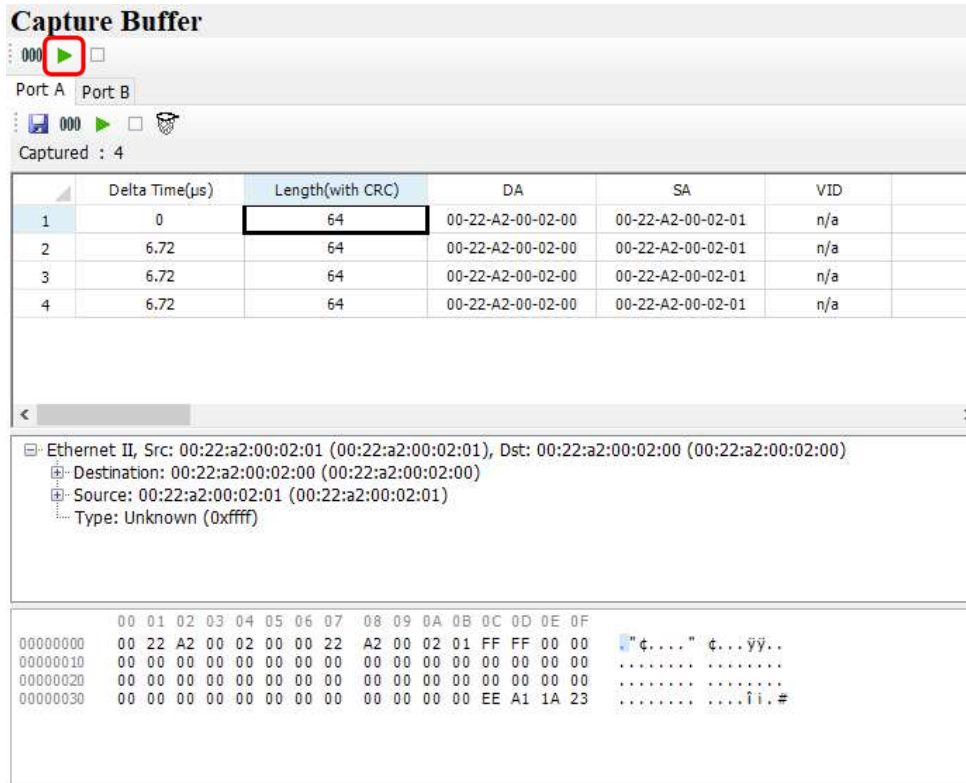 Capture Buffer
000
Port A Port B
000
Captured : 4
Delta Time(µs) Length(with CRC) DA SA VID
1 0 64 00-22-A2-00-02-00 00-22-A2-00-02-01 n/a
2 6.72 64 00-22-A2-00-02-00 00-22-A2-00-02-01 n/a
3 6.72 64 00-22-A2-00-02-00 00-22-A2-00-02-01 n/a
4 6.72 64 00-22-A2-00-02-00 00-22-A2-00-02-01 n/a
Ethernet II, Src: 00:22:a2:00:02:01 (00:22:a2:00:02:01), Dst: 00:22:a2:00:02:00 (00:22:a2:00:02:00)
Destination: 00:22:a2:00:02:00 (00:22:a2:00:02:00)
Source: 00:22:a2:00:02:01 (00:22:a2:00:02:01)
Type: Unknown (0xffff)
00 01 02 03 04 05 06 07 08 09 0A 0B 0C 0D 0E 0F
00000000 00 22 A2 00 02 00 00 22 A2 00 02 01 FF FF 00 00 ."¢...." ¢...ÿÿ..
00000010 00 00 00 00 00 00 00 00 00 00 00 00 00 00 00 00 ........ ........
00000020 00 00 00 00 00 00 00 00 00 00 00 00 00 00 00 00 ........ ........
00000030 00 00 00 00 00 00 00 00 00 00 00 00 EE A1 1A 23 ........ ....î¡.#